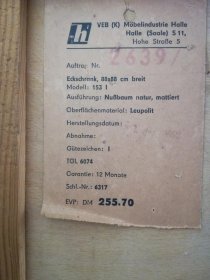 VEB (K) Möbelindustrie Halle
Halle (Saale) S 11,
Hohe Straße 5
hi
26397
Auftrag Nr.
Eckschrank, 88x88 cm breit
Modell: 153 I
Ausführung: Nußbaum natur, mattiert
Oberflächenmaterial: Leupolit
Herstellungsdatum:
Abnahme:
Gütezeichen: 1
TGL 6074
Garantie: 12 Monate
Schl.-Nr.: 6317
EVP: DM 255.70